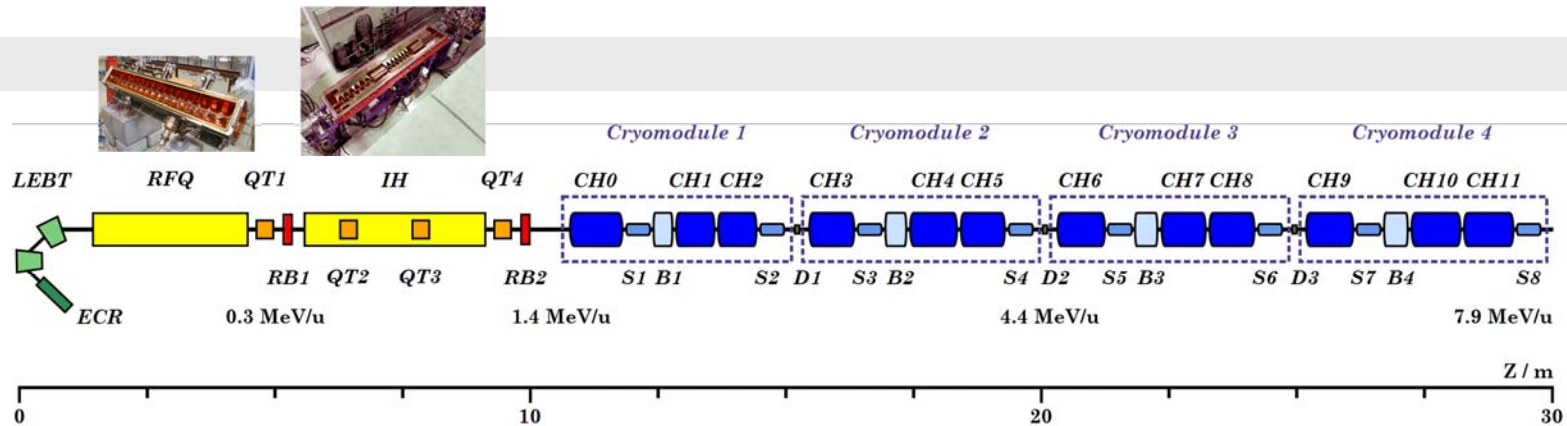 Cryomodule 1 Cryomodule 2 Cryomodule 3 Cryomodule 4
LEBT RFQ QT1 IH QT4 CH0 CH1 CH2 CH3 CH4 CH5 CH6 CH7 CH8 CH9 CH10 CH11
RB1 QT2 QT3 RB2 S1 B1 S2 D1 S3 B2 S4 D2 S5 B3 S6 D3 S7 B4 S8
ECR 0.3 MeV/u 1.4 MeV/u 4.4 MeV/u 7.9 MeV/u
Z / m
0 10 20 30